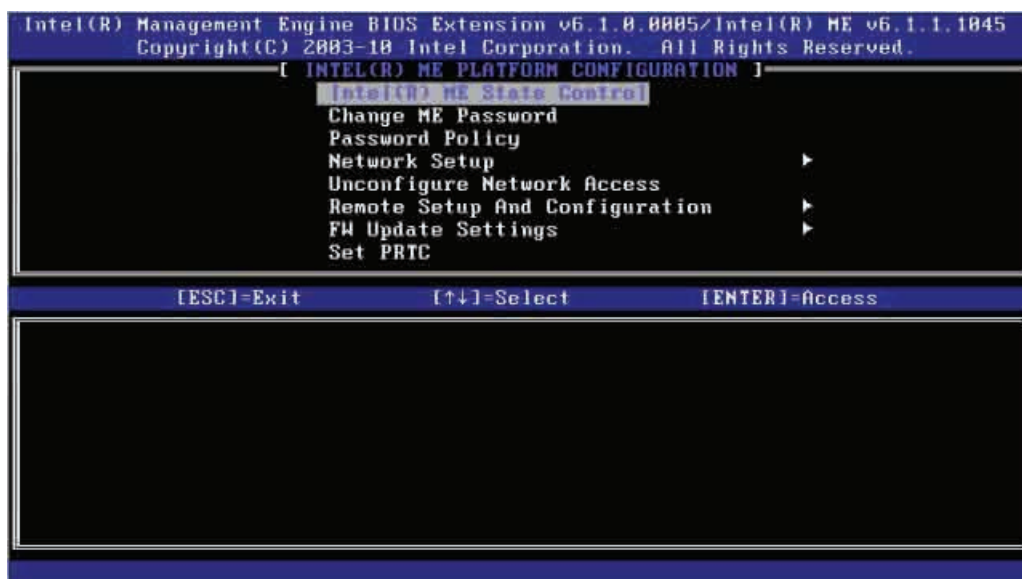 Intel(R) Management Engine BIOS Extension v6.1.0.0005/Intel(R) ME v6.1.1.1045
Copyright(C) 2003-10 Intel Corporation. All Rights Reserved.
[ INTEL(R) ME PLATFORM CONFIGURATION ]
Intel(R) ME State Control
Change ME Password
Password Policy
Network Setup ►
Unconfigure Network Access
Remote Setup And Configuration ►
FW Update Settings ►
Set PRTC
[ESC]=Exit [↑↓]=Select [ENTER]=Access